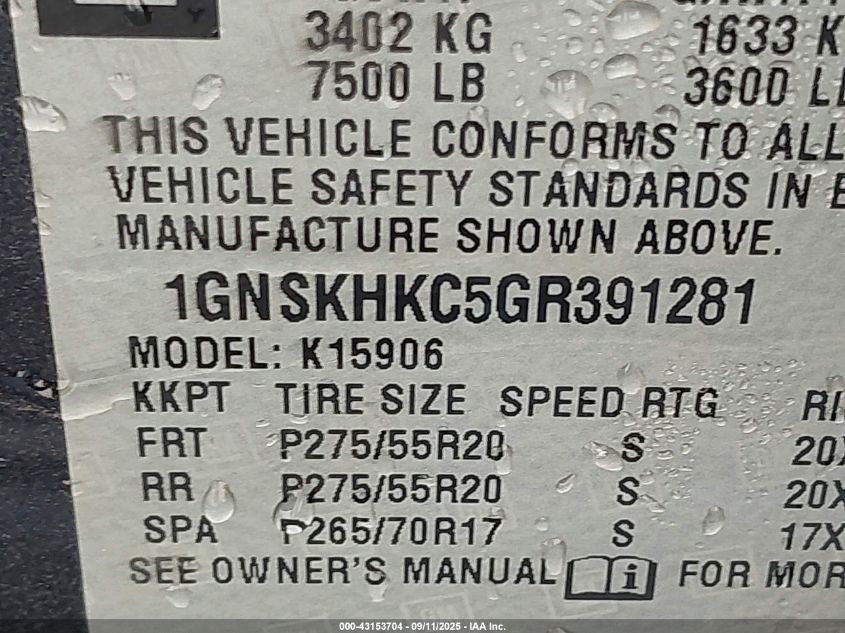 3402 KG 1633 K
7500 LB 3600 L
THIS VEHICLE CONFORMS TO ALL
VEHICLE SAFETY STANDARDS IN E
MANUFACTURE SHOWN ABOVE.
1GNSKHKC5GR391281
MODEL: K15906
KKPT TIRE SIZE SPEED RTG RI
FRT P275/55R20 S 20X
RR P275/55R20 S 20X
SPA P265/70R17 S 17X
SEE OWNER'S MANUAL i FOR MOR
000-43153704 - 09/11/2025 - IAA Inc.